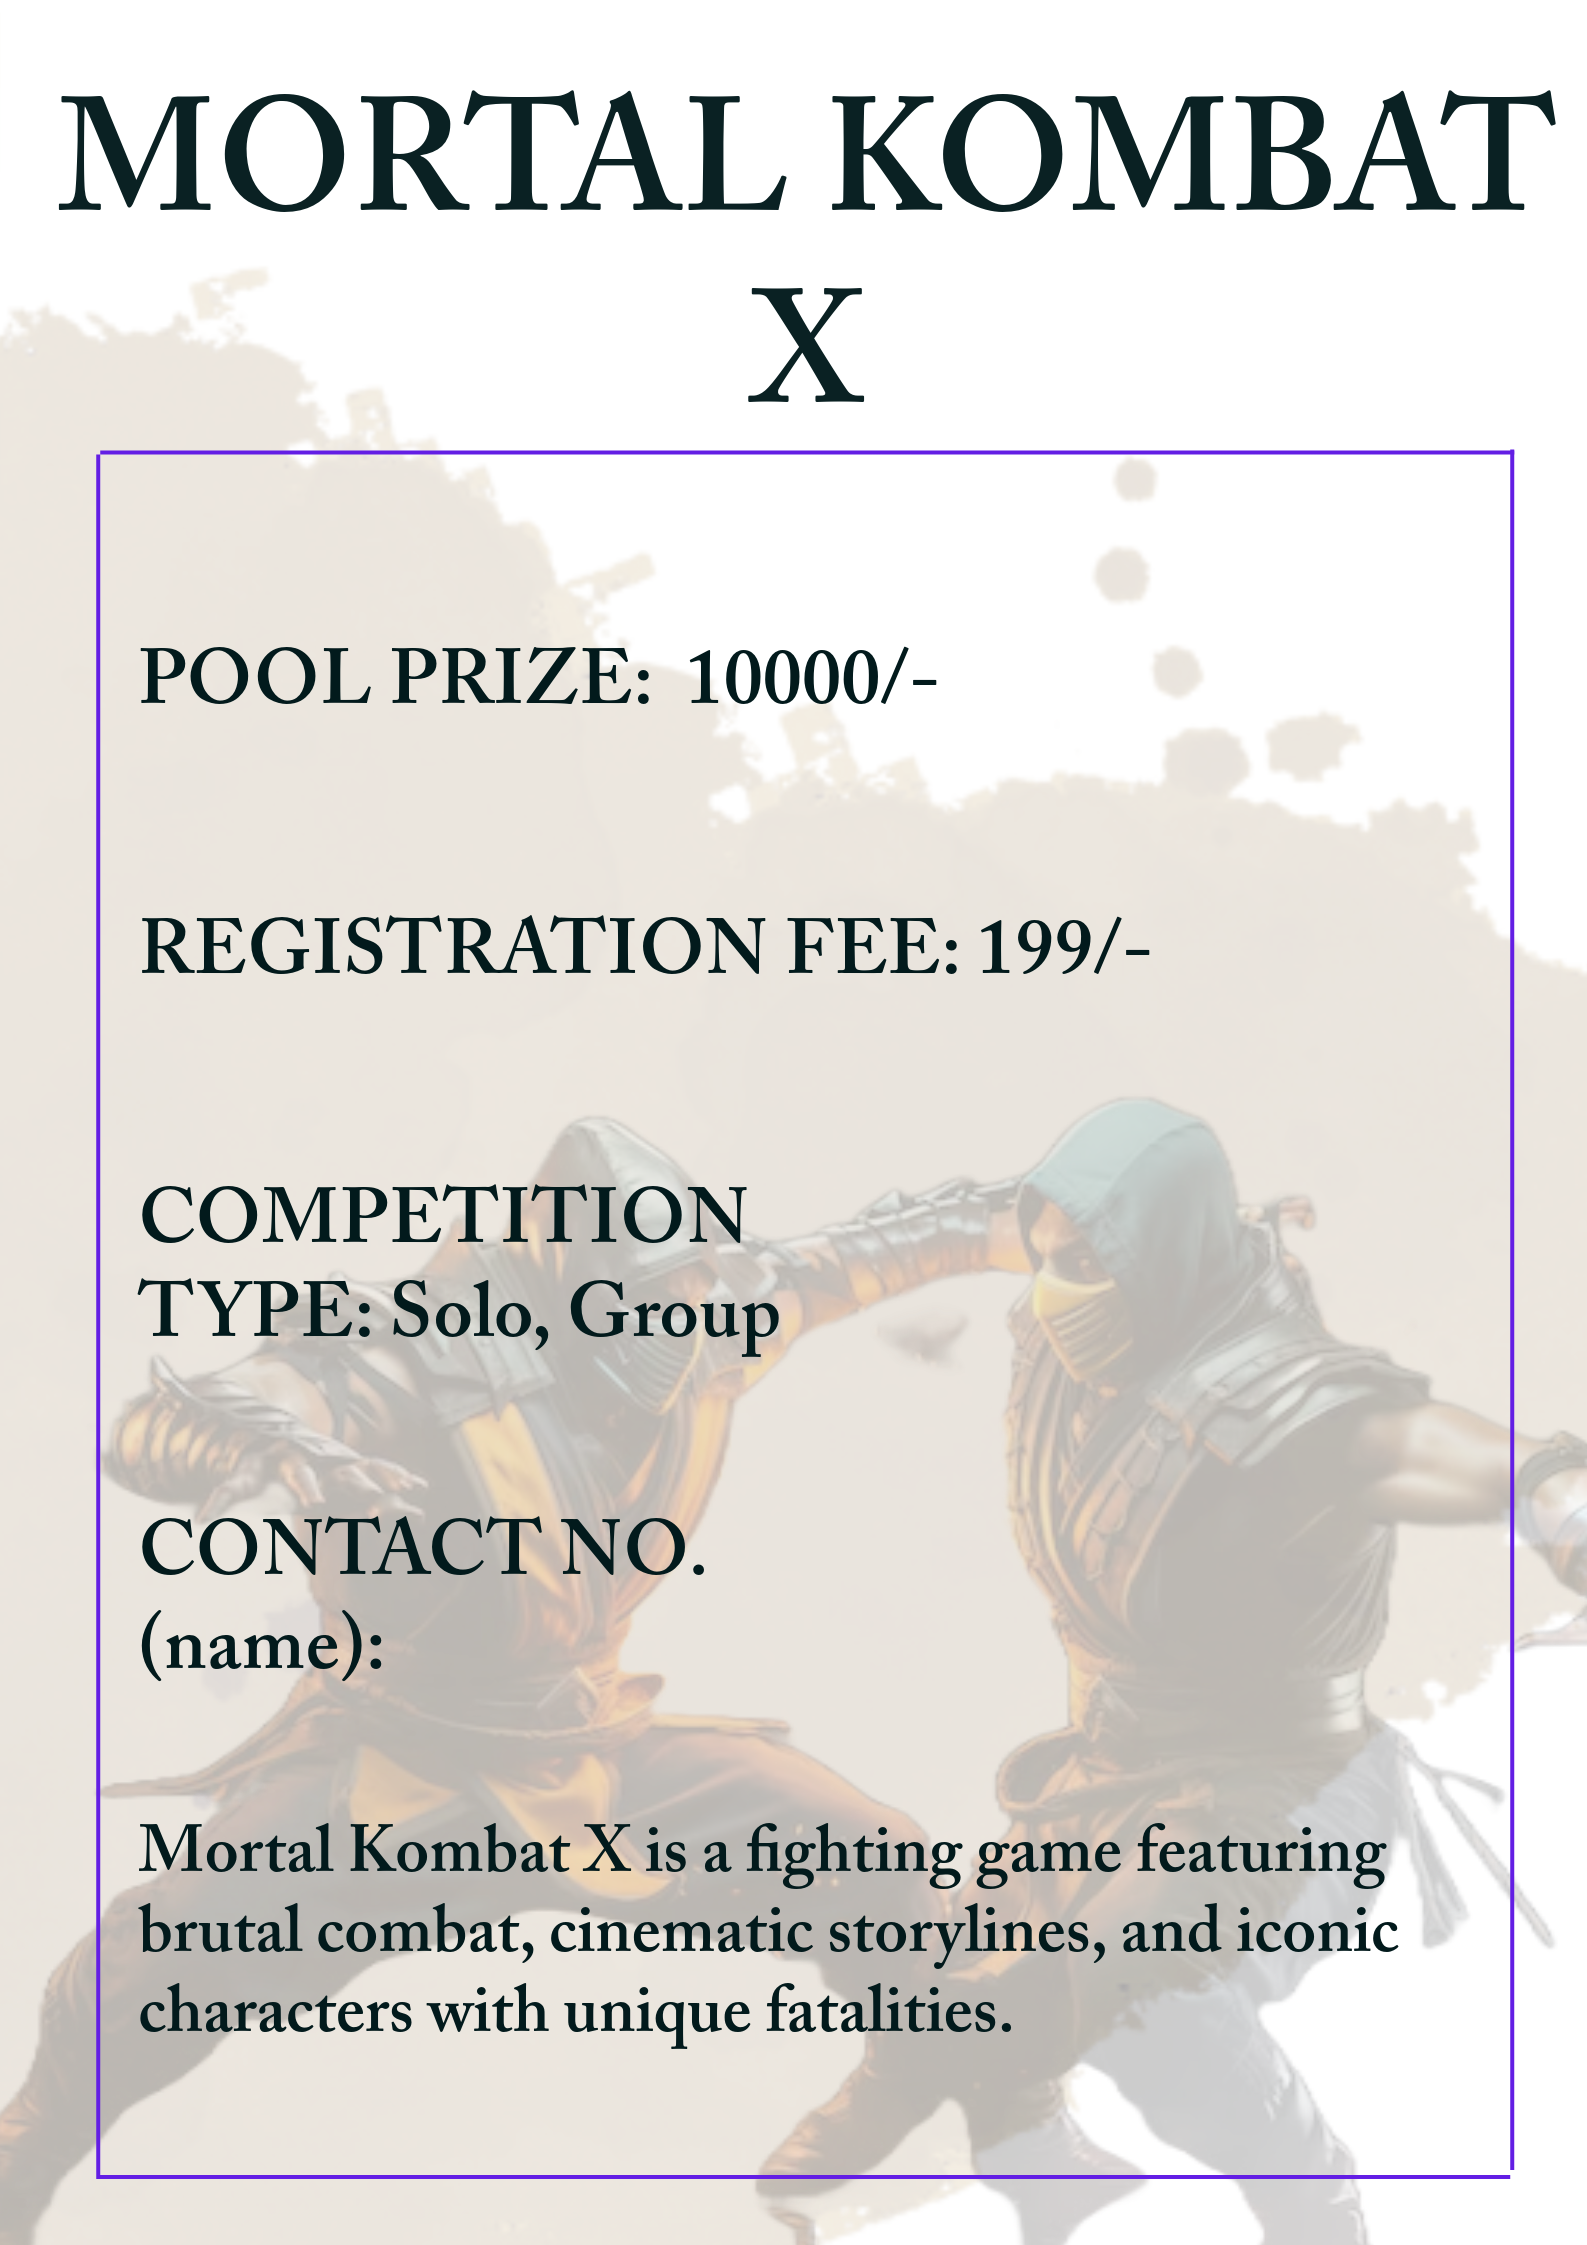 MORTAL KOMBAT
X
POOL PRIZE: 10000/-
REGISTRATION FEE: 199/-
COMPETITION
TYPE: Solo, Group
CONTACT NO.
(name):
Mortal Kombat X is a fighting game featuring
brutal combat, cinematic storylines, and iconic
characters with unique fatalities.